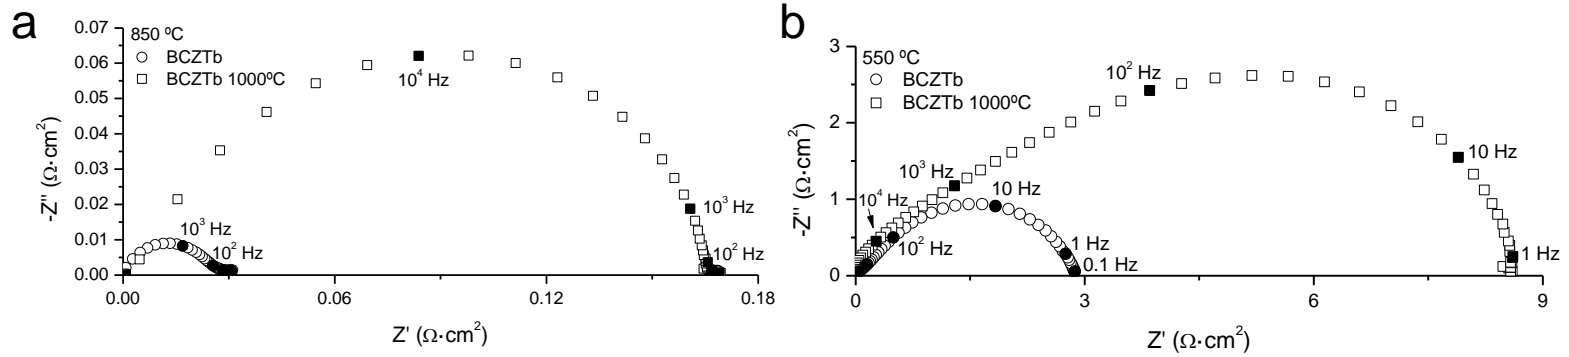 a
850 ºC
BCZTb
BCZTb 1000ºC
10⁴ Hz
10³ Hz
10² Hz
10³ Hz
10² Hz
0.07
0.06
0.05
0.04
0.03
0.02
0.01
0.00
-Z'' (Ω·cm²)
0.00
0.06
0.12
0.18
Z' (Ω·cm²)
b
550 ºC
BCZTb
BCZTb 1000ºC
10² Hz
10³ Hz
10⁴ Hz
10 Hz
10 Hz
10² Hz
1 Hz
0.1 Hz
1 Hz
3
2
1
0
-Z'' (Ω·cm²)
0
3
6
9
Z' (Ω·cm²)